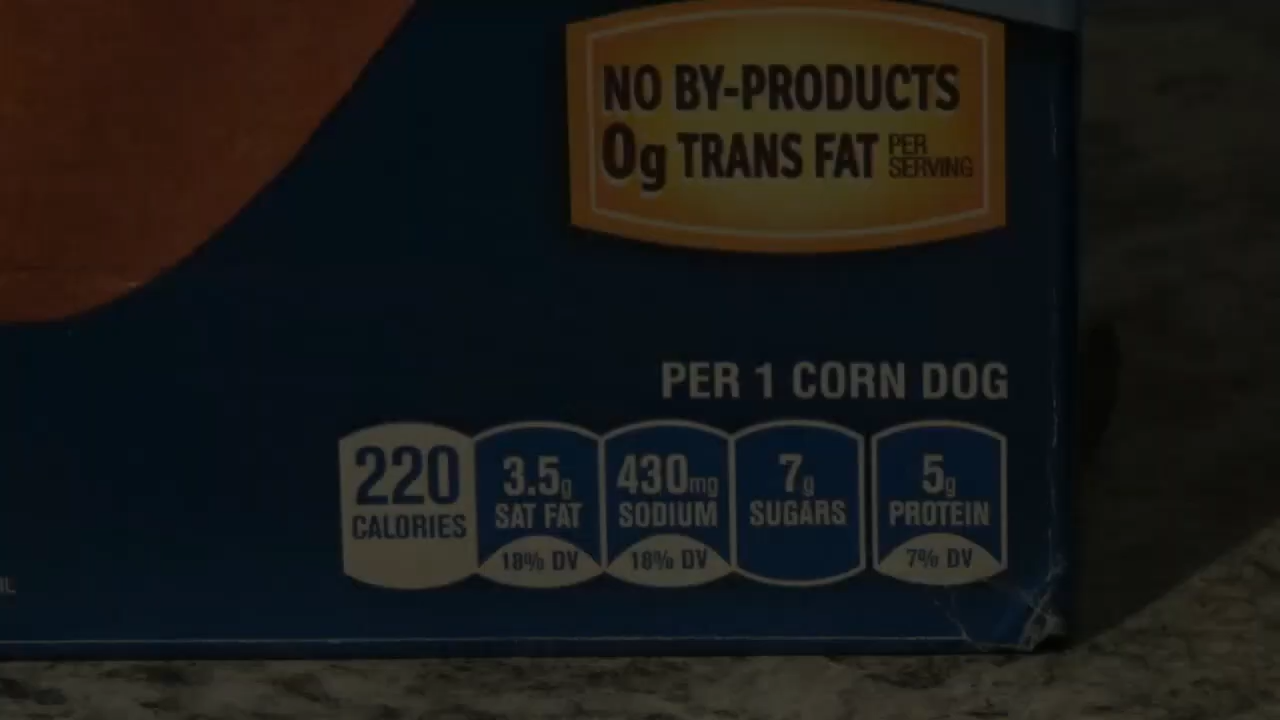 NO BY-PRODUCTS
0g TRANS FAT PER SERVING
PER 1 CORN DOG
220 CALORIES
3.5g SAT FAT 18% DV
430mg SODIUM 18% DV
7g SUGARS
5g PROTEIN 7% DV